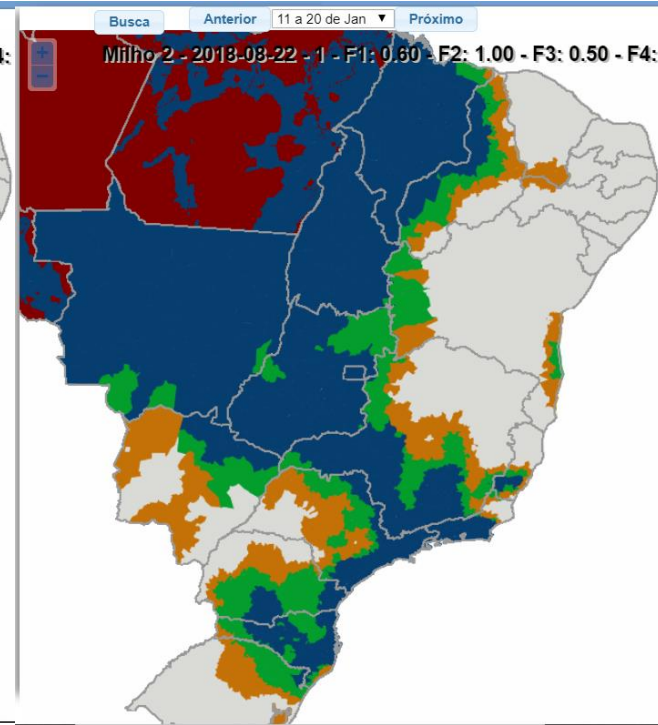 Busca
Anterior
11 a 20 de Jan
Próximo
4:
Milho 2 - 2018-08-22 - 1 - F1: 0.60 - F2: 1.00 - F3: 0.50 - F4:
+
−